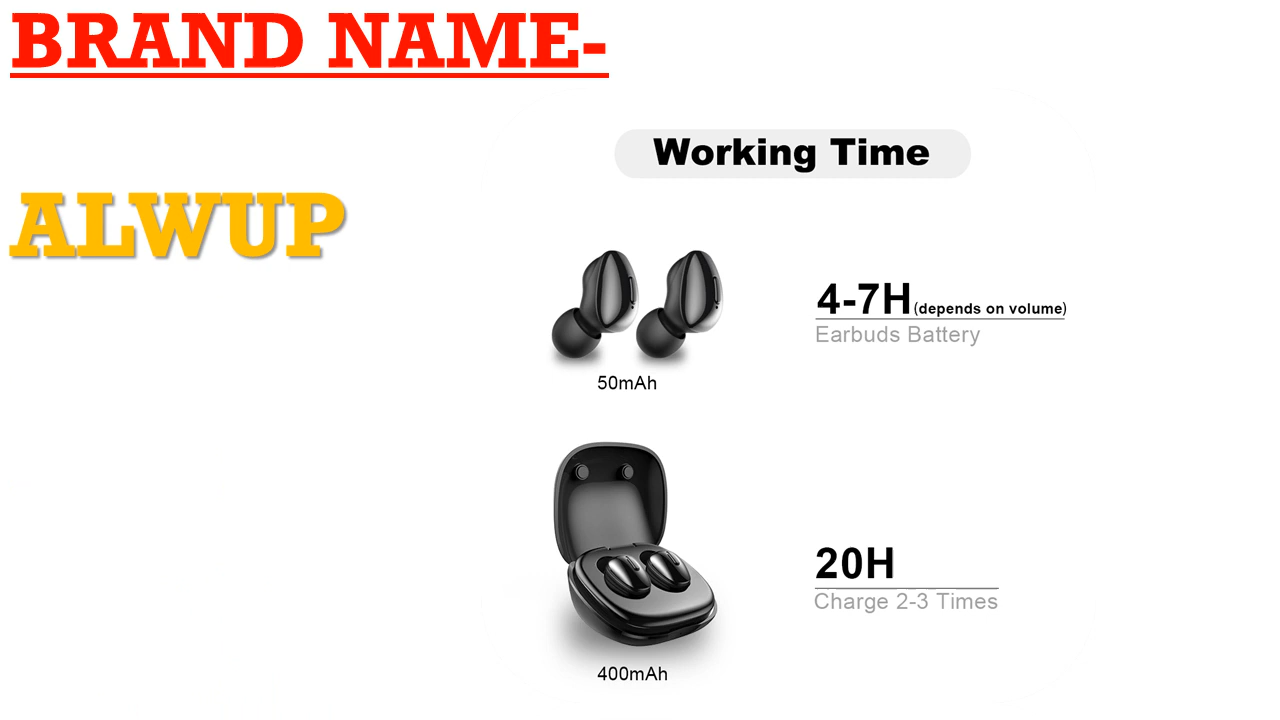 BRAND NAME-
Working Time
ALWUP
4-7H(depends on volume)
Earbuds Battery
50mAh
20H
Charge 2-3 Times
400mAh